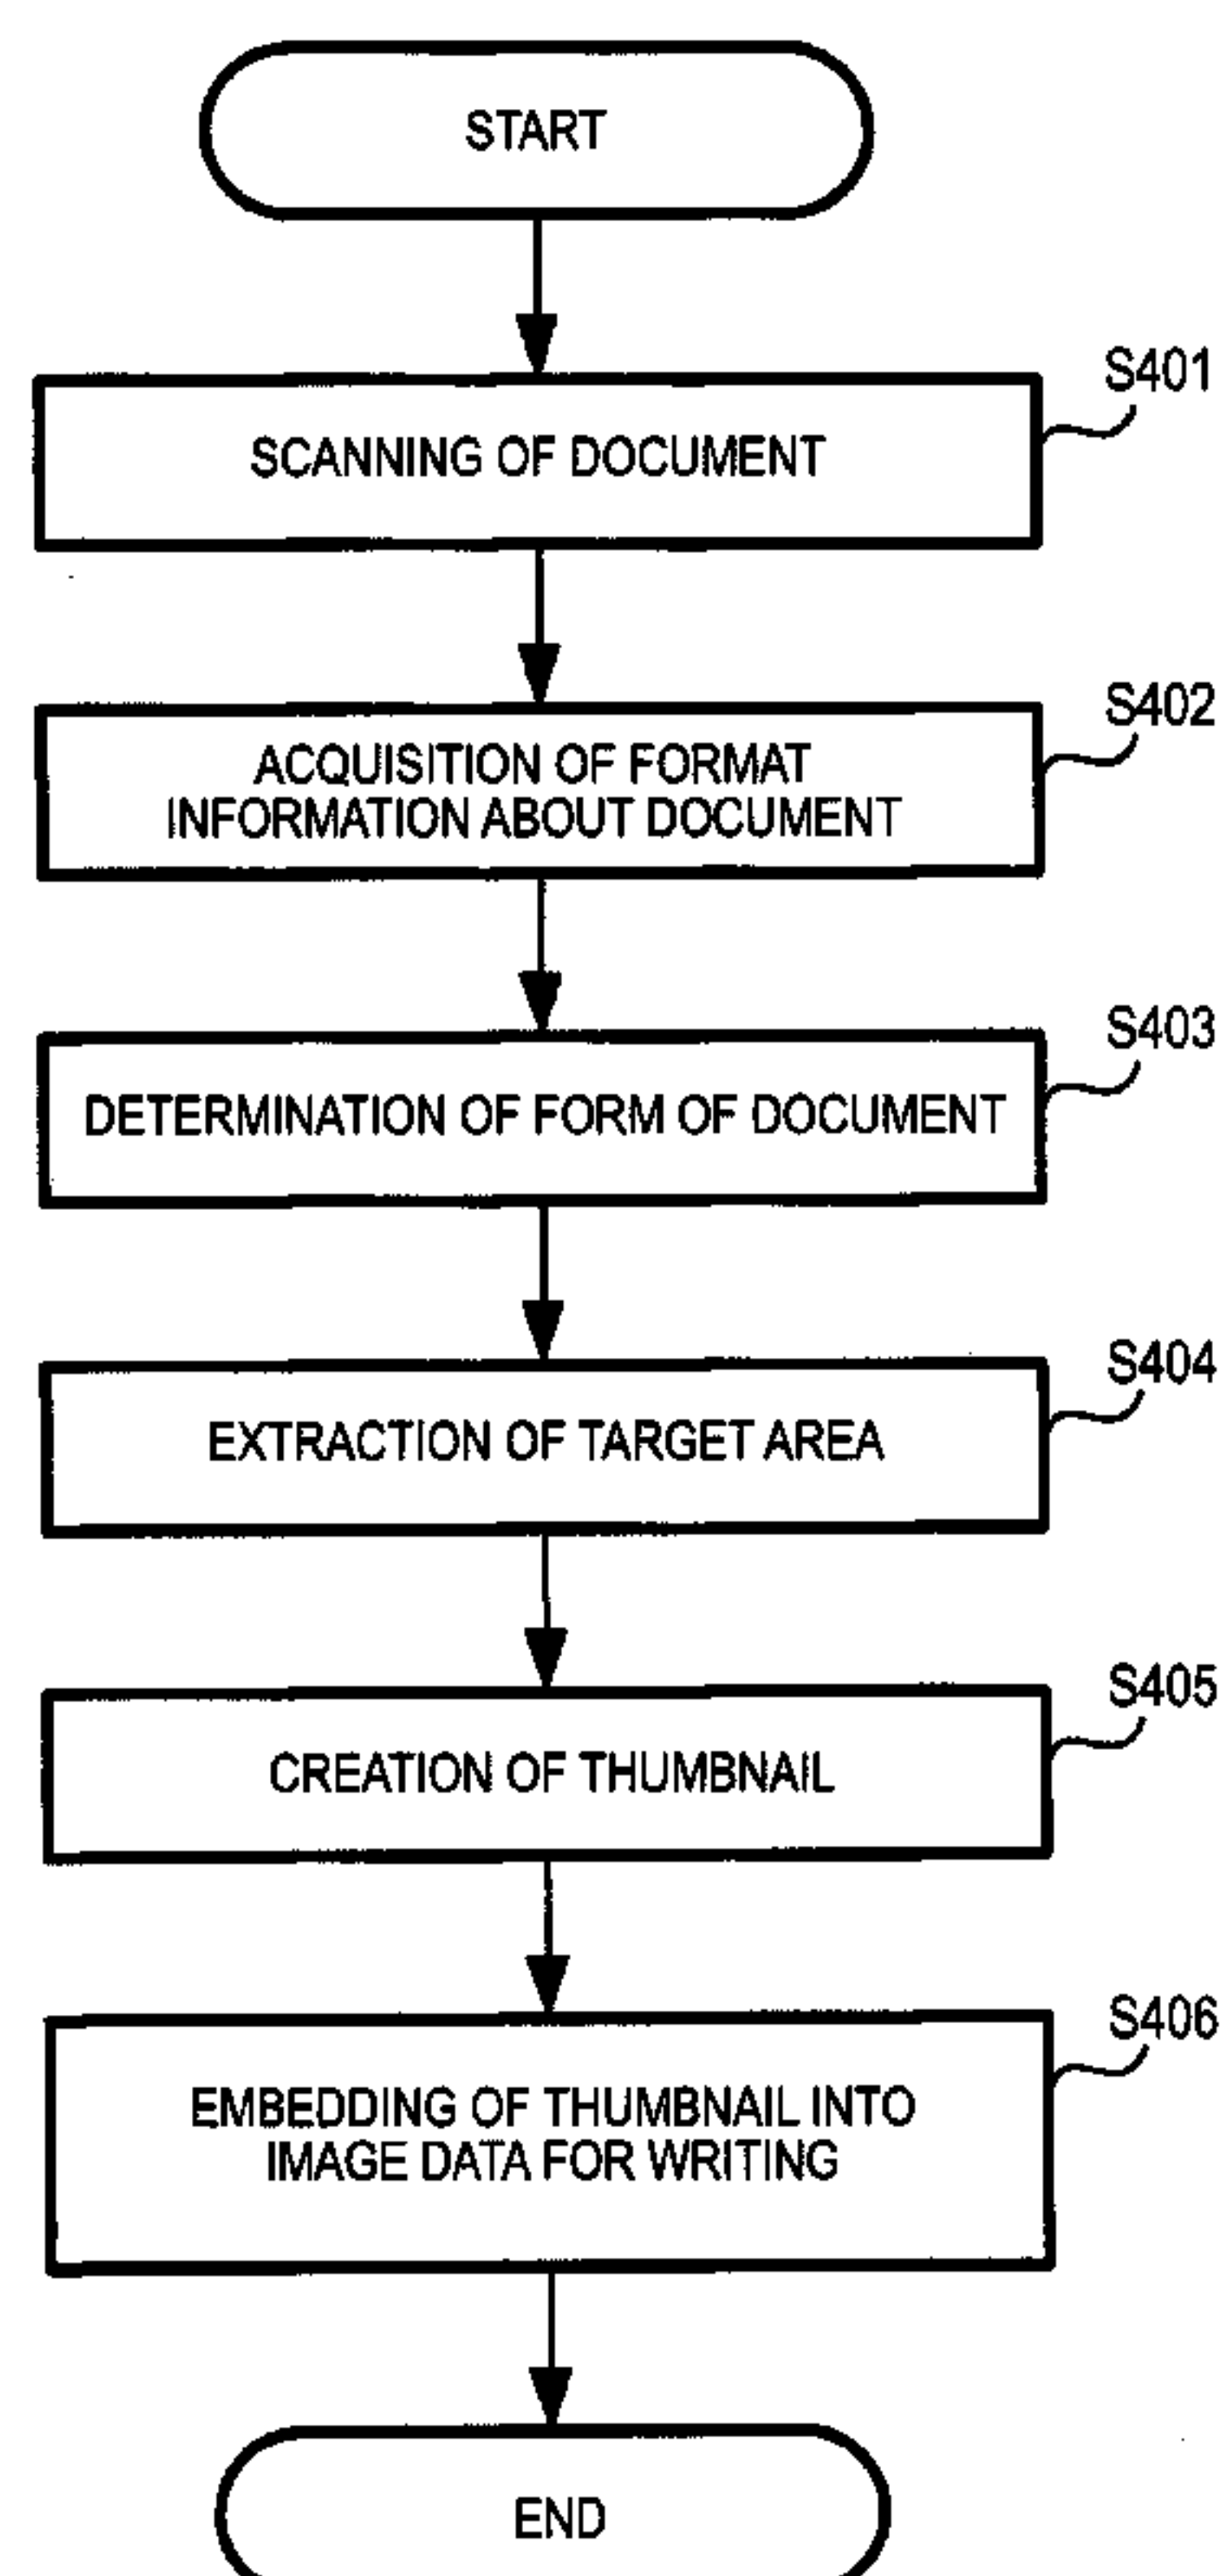 START
S401
SCANNING OF DOCUMENT
S402
ACQUISITION OF FORMAT
INFORMATION ABOUT DOCUMENT
S403
DETERMINATION OF FORM OF DOCUMENT
S404
EXTRACTION OF TARGET AREA
S405
CREATION OF THUMBNAIL
S406
EMBEDDING OF THUMBNAIL INTO
IMAGE DATA FOR WRITING
END